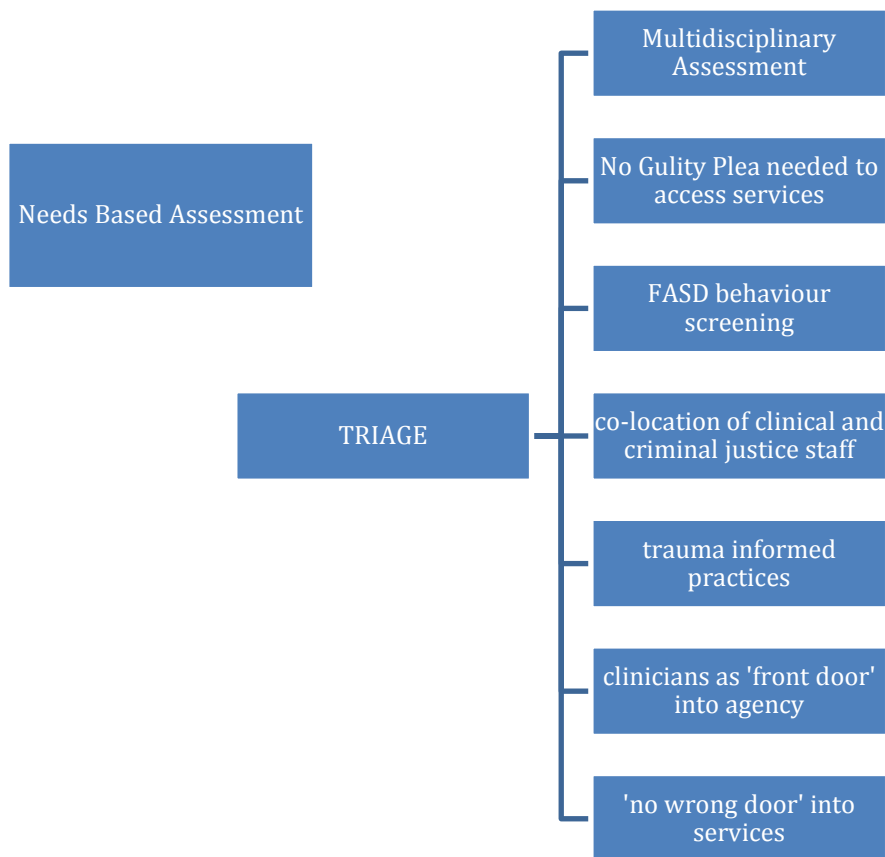 Multidisciplinary
Assessment
Needs Based Assessment
No Gulity Plea needed to
access services
FASD behaviour
screening
TRIAGE
co-location of clinical and
criminal justice staff
trauma informed
practices
clinicians as 'front door'
into agency
'no wrong door' into
services